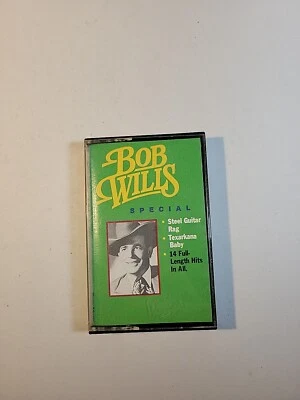 BOB
WILLS
SPECIAL
• Steel Guitar
Rag
• Texarkana
Baby
• 14 Full-
Length Hits
In All.